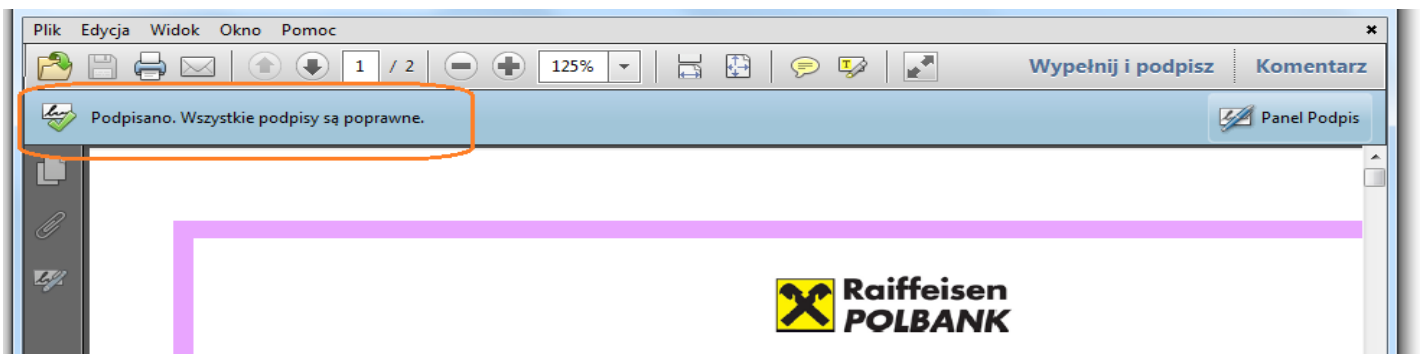 Plik Edycja Widok Okno Pomoc
1 / 2 125% Wypełnij i podpisz Komentarz
Podpisano. Wszystkie podpisy są poprawne. Panel Podpis
Raiffeisen
POLBANK